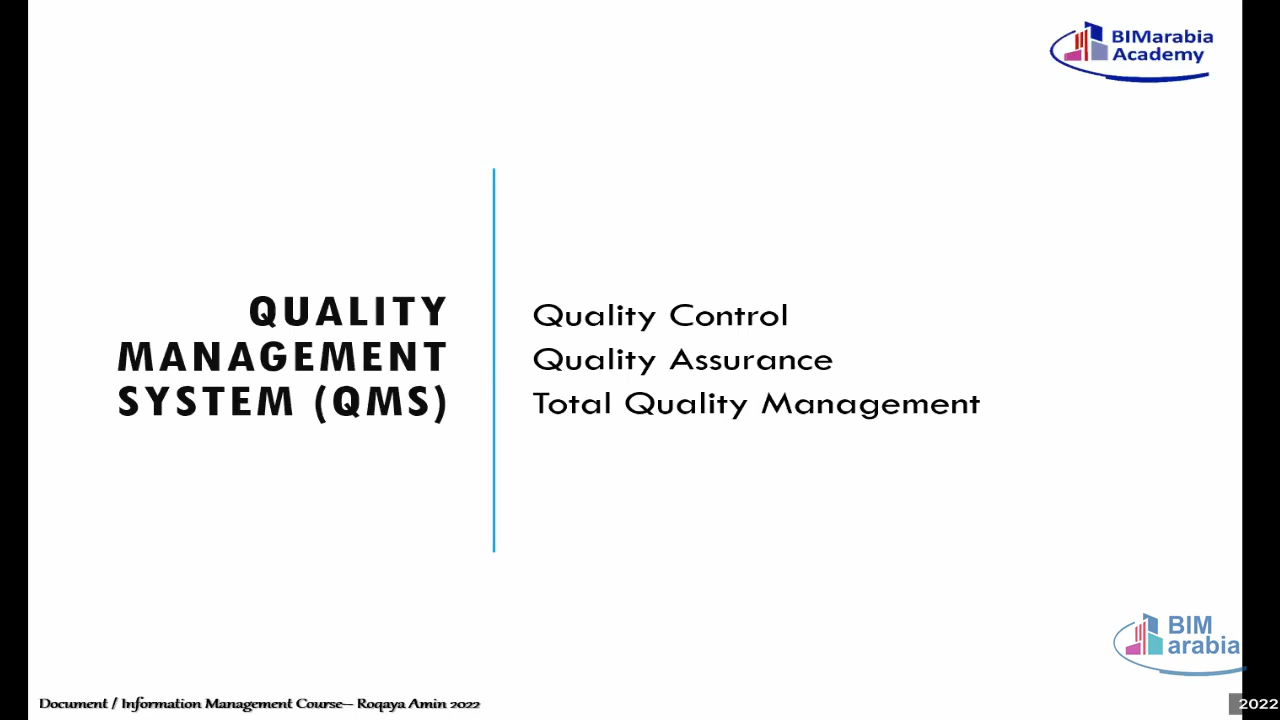 BIMarabia
Academy
QUALITY
MANAGEMENT
SYSTEM (QMS)
Quality Control
Quality Assurance
Total Quality Management
BIM
arabia
Document / Information Management Course– Roqaya Amin 2022
2022